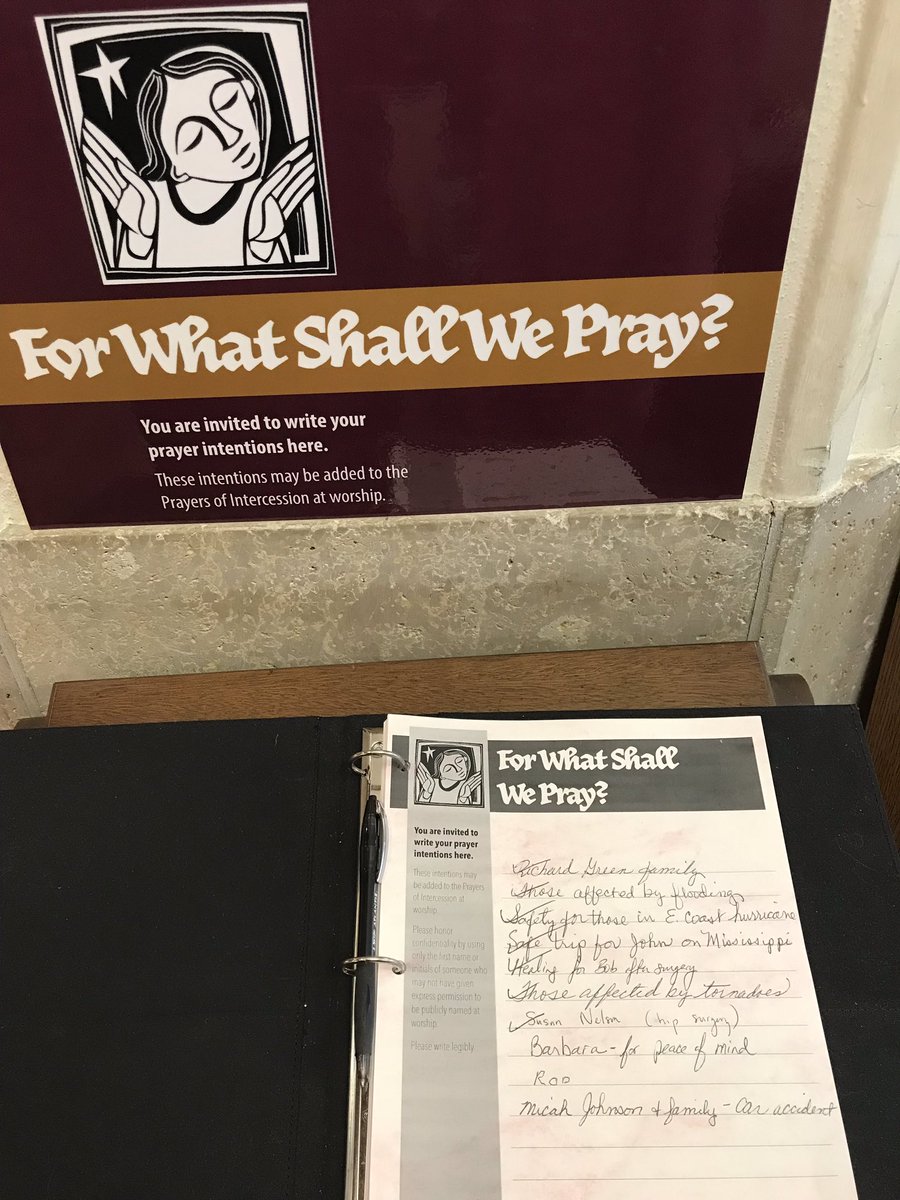 For What Shall We Pray?
You are invited to write your
prayer intentions here.
These intentions may be added to the
Prayers of Intercession at worship.
For What Shall
We Pray?
You are invited to
write your prayer
intentions here.
These intentions may
be added to the Prayers
of Intercession at
worship.
Please honor
confidentiality by using
only the first name or
initials of someone who
may not have given
express permission to
be publicly named at
worship.
Please write legibly.
Richard Green family
Those affected by flooding
Safety for those in E. Coast hurricane
Safe trip for John on Mississippi
Healing for Bob after surgery
Those affected by tornadoes
Susan Nelson (hip surgery)
Barbara - for peace of mind
Rod
Micah Johnson + family - Car accident